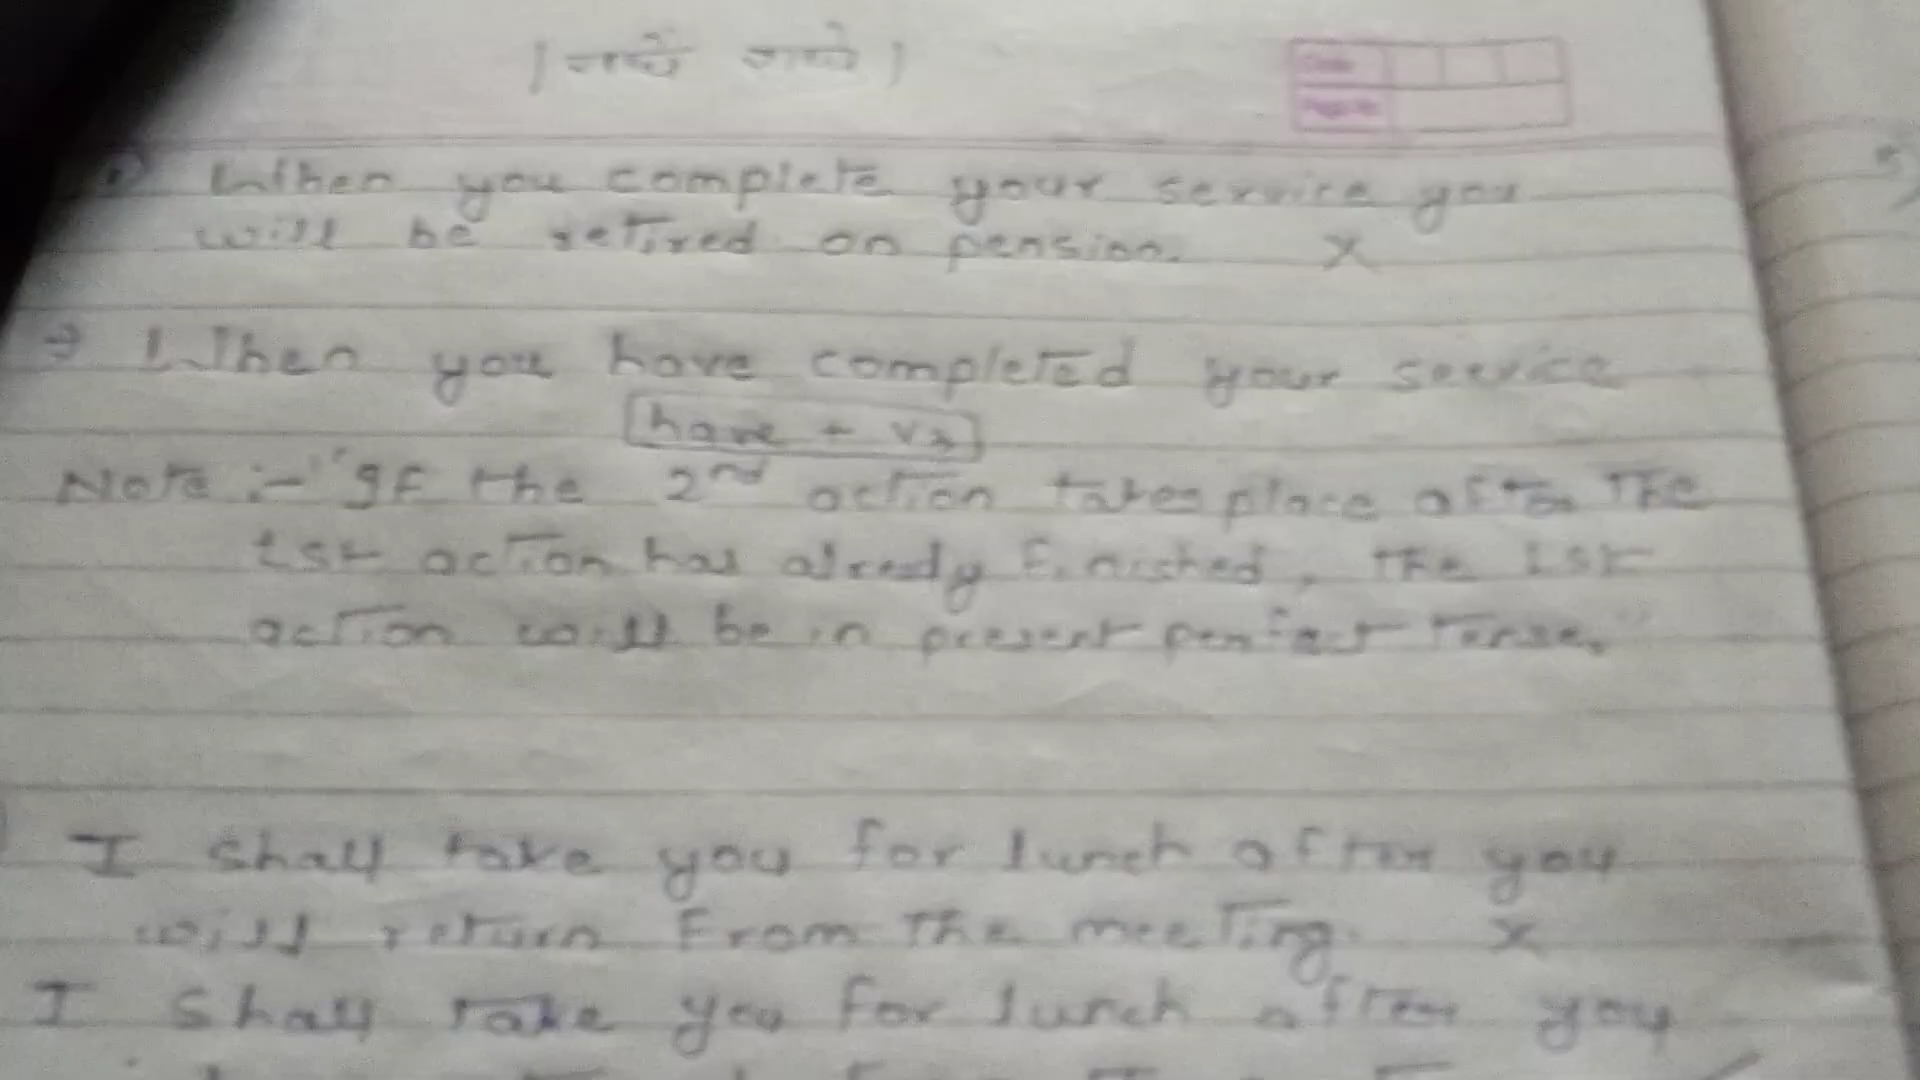 । राधे राधे।
Date
Page No.
When you complete your service you
will be retired on pension. X
→ When you have completed your service
have + V3
Note :- "If the 2nd action takes place after the
1st action has already finished, the 1st
action will be in present perfect tense."
I shall take you for lunch after you
will return from the meeting. X
I shall take you for lunch after you